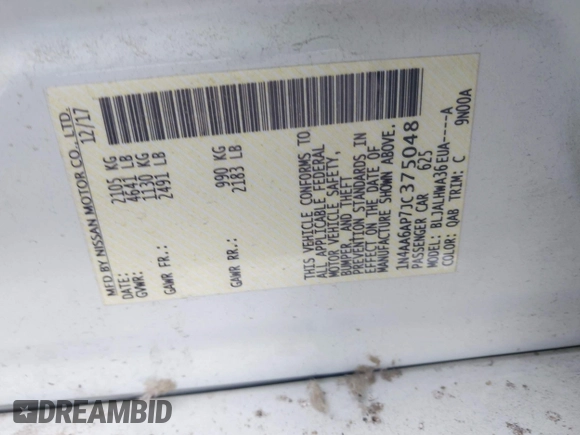 MFD BY NISSAN MOTOR CO., LTD.
DATE: 12/17
GVWR: 2105 KG
4641 LB
GAWR FR.: 1130 KG
2491 LB
GAWR RR.: 990 KG
2183 LB
THIS VEHICLE CONFORMS TO
ALL APPLICABLE FEDERAL
MOTOR VEHICLE SAFETY,
BUMPER, AND THEFT
PREVENTION STANDARDS IN
EFFECT ON THE DATE OF
MANUFACTURE SHOWN ABOVE.
1N4AA6AP7JC375048
PASSENGER CAR 625
MODEL: BLJALHWA36EUA----A
COLOR: QAB TRIM: C 9N00A
DREAMBID